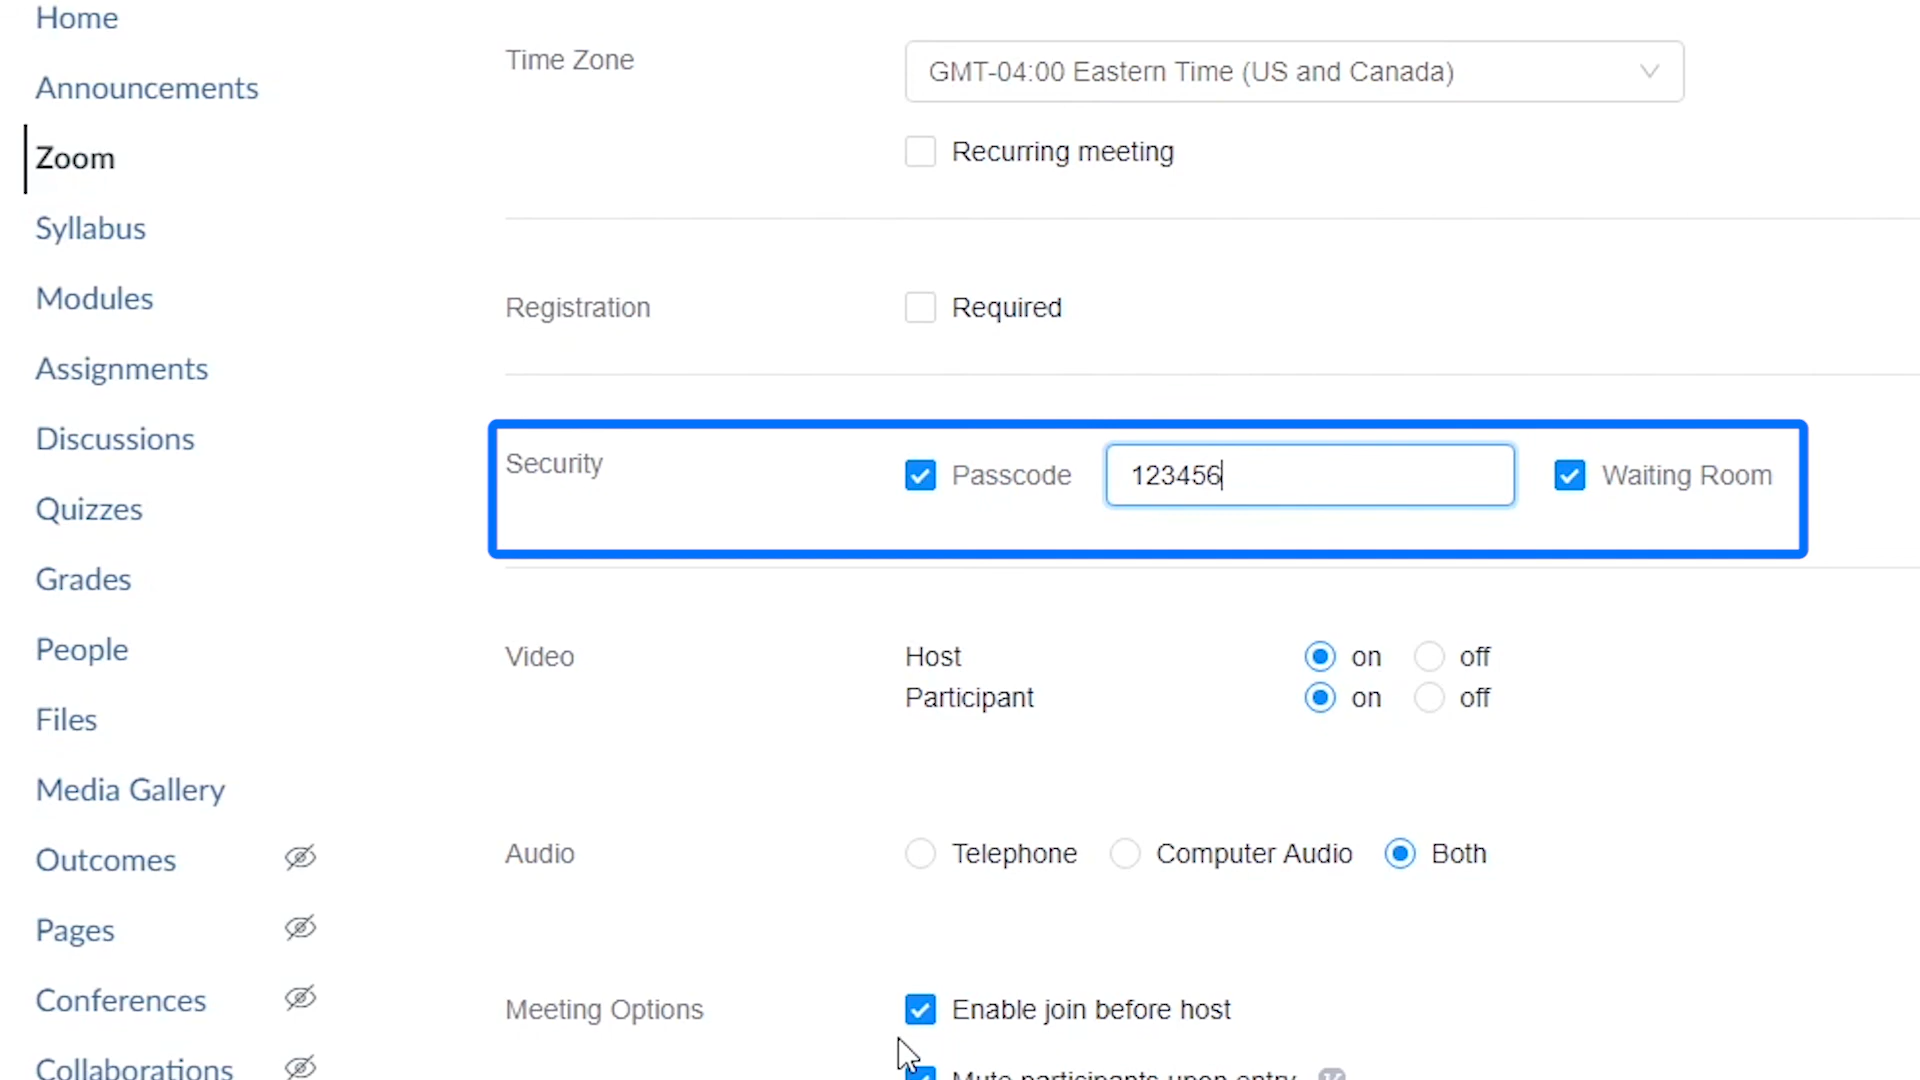 Home
Announcements
Zoom
Syllabus
Modules
Assignments
Discussions
Quizzes
Grades
People
Files
Media Gallery
Outcomes
Pages
Conferences
Collaborations
Time Zone
GMT-04:00 Eastern Time (US and Canada)
Recurring meeting
Registration
Required
Security
Passcode 123456 Waiting Room
Video
Host on off
Participant on off
Audio
Telephone Computer Audio Both
Meeting Options
Enable join before host
Mute participants upon entry